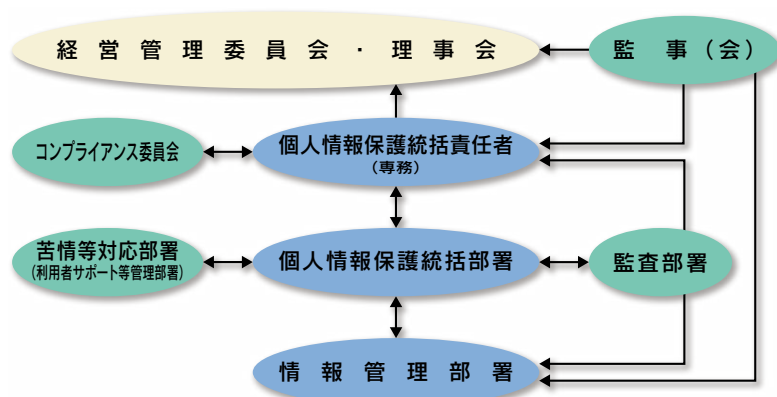 経営管理委員会・理事会
監事(会)
コンプライアンス委員会
個人情報保護統括責任者
(専務)
苦情等対応部署
(利用者サポート等管理部署)
個人情報保護統括部署
監査部署
情報管理部署